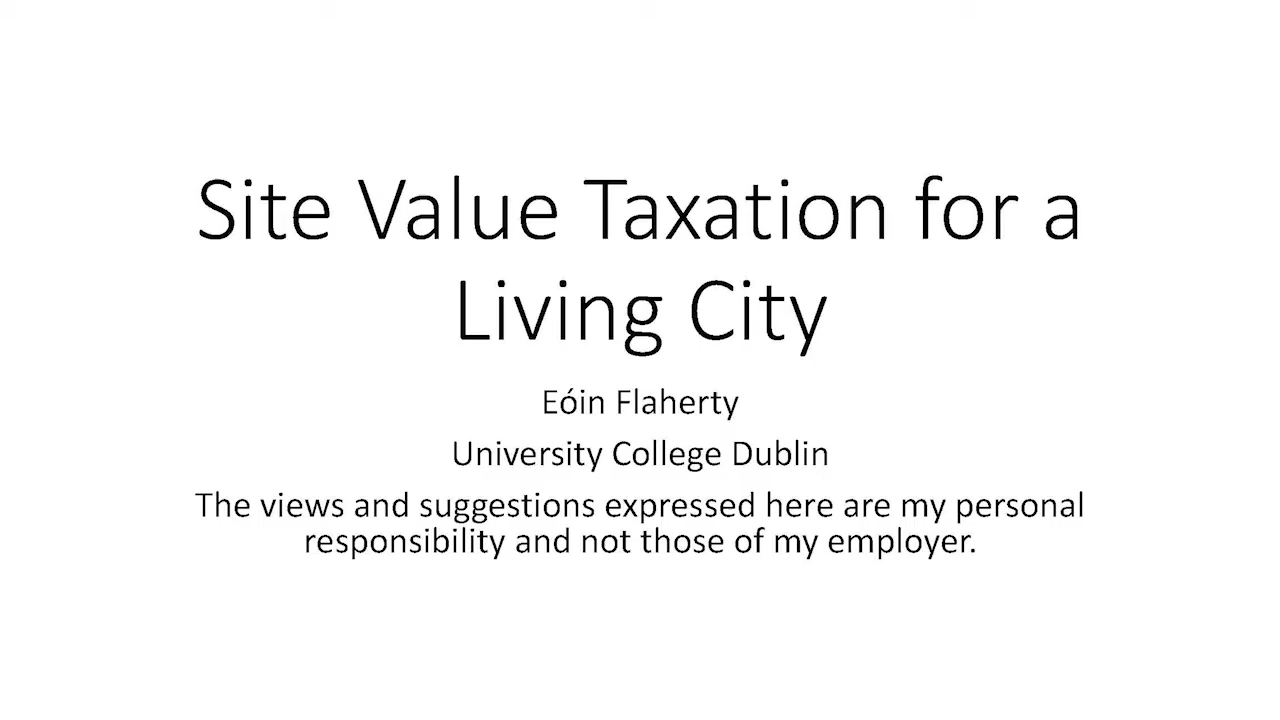 Site Value Taxation for a
Living City
Eóin Flaherty
University College Dublin
The views and suggestions expressed here are my personal
responsibility and not those of my employer.